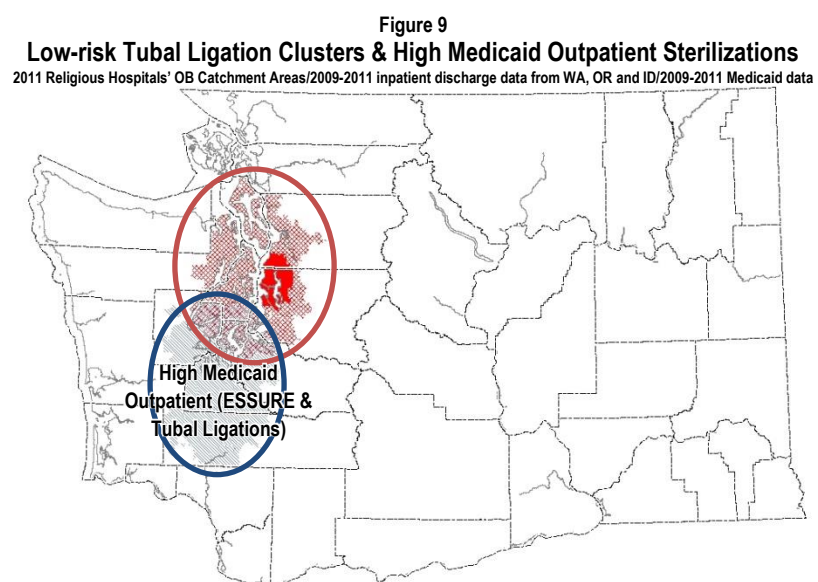 Figure 9
Low-risk Tubal Ligation Clusters & High Medicaid Outpatient Sterilizations
2011 Religious Hospitals' OB Catchment Areas/2009-2011 inpatient discharge data from WA, OR and ID/2009-2011 Medicaid data
High Medicaid
Outpatient (ESSURE &
Tubal Ligations)